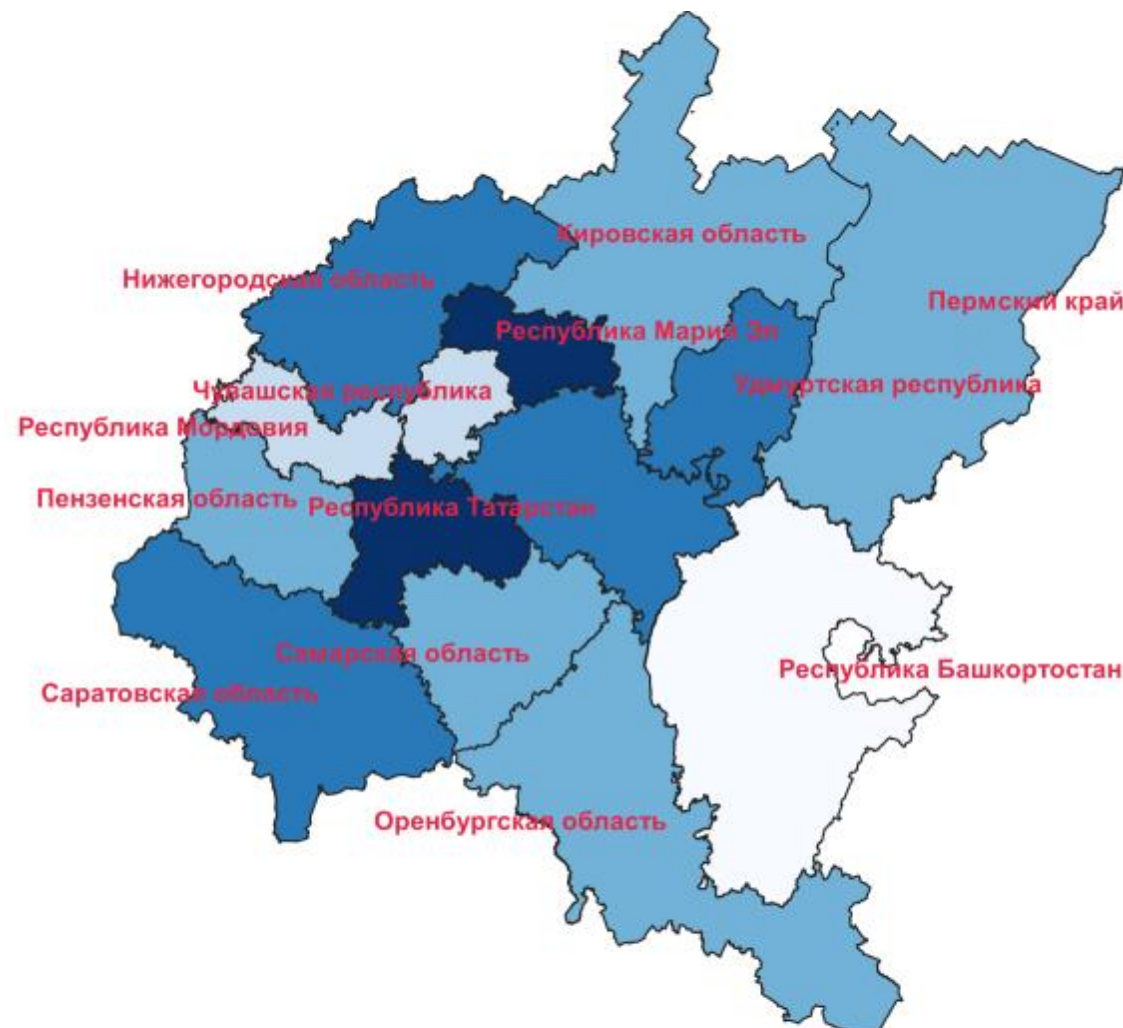 Кировская область
Нижегородская область
Пермский край
Республика Марий Эл
Чувашская республика
Удмуртская республика
Республика Мордовия
Пензенская область
Республика Татарстан
Самарская область
Республика Башкортостан
Саратовская область
Оренбургская область